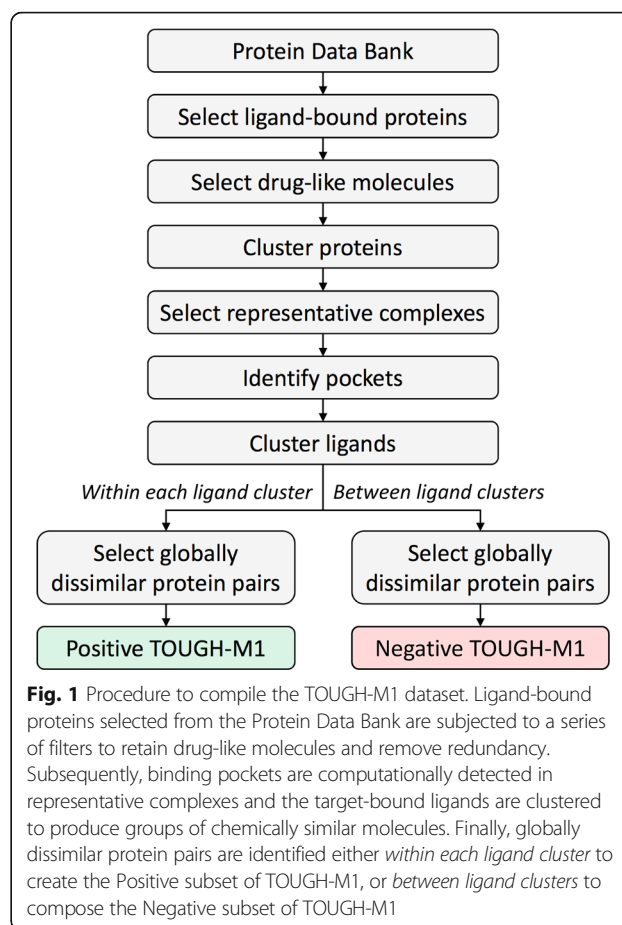 Protein Data Bank
Select ligand-bound proteins
Select drug-like molecules
Cluster proteins
Select representative complexes
Identify pockets
Cluster ligands
Within each ligand cluster
Between ligand clusters
Select globally
dissimilar protein pairs
Select globally
dissimilar protein pairs
Positive TOUGH-M1
Negative TOUGH-M1
Fig. 1 Procedure to compile the TOUGH-M1 dataset. Ligand-bound
proteins selected from the Protein Data Bank are subjected to a series
of filters to retain drug-like molecules and remove redundancy.
Subsequently, binding pockets are computationally detected in
representative complexes and the target-bound ligands are clustered
to produce groups of chemically similar molecules. Finally, globally
dissimilar protein pairs are identified either within each ligand cluster to
create the Positive subset of TOUGH-M1, or between ligand clusters to
compose the Negative subset of TOUGH-M1